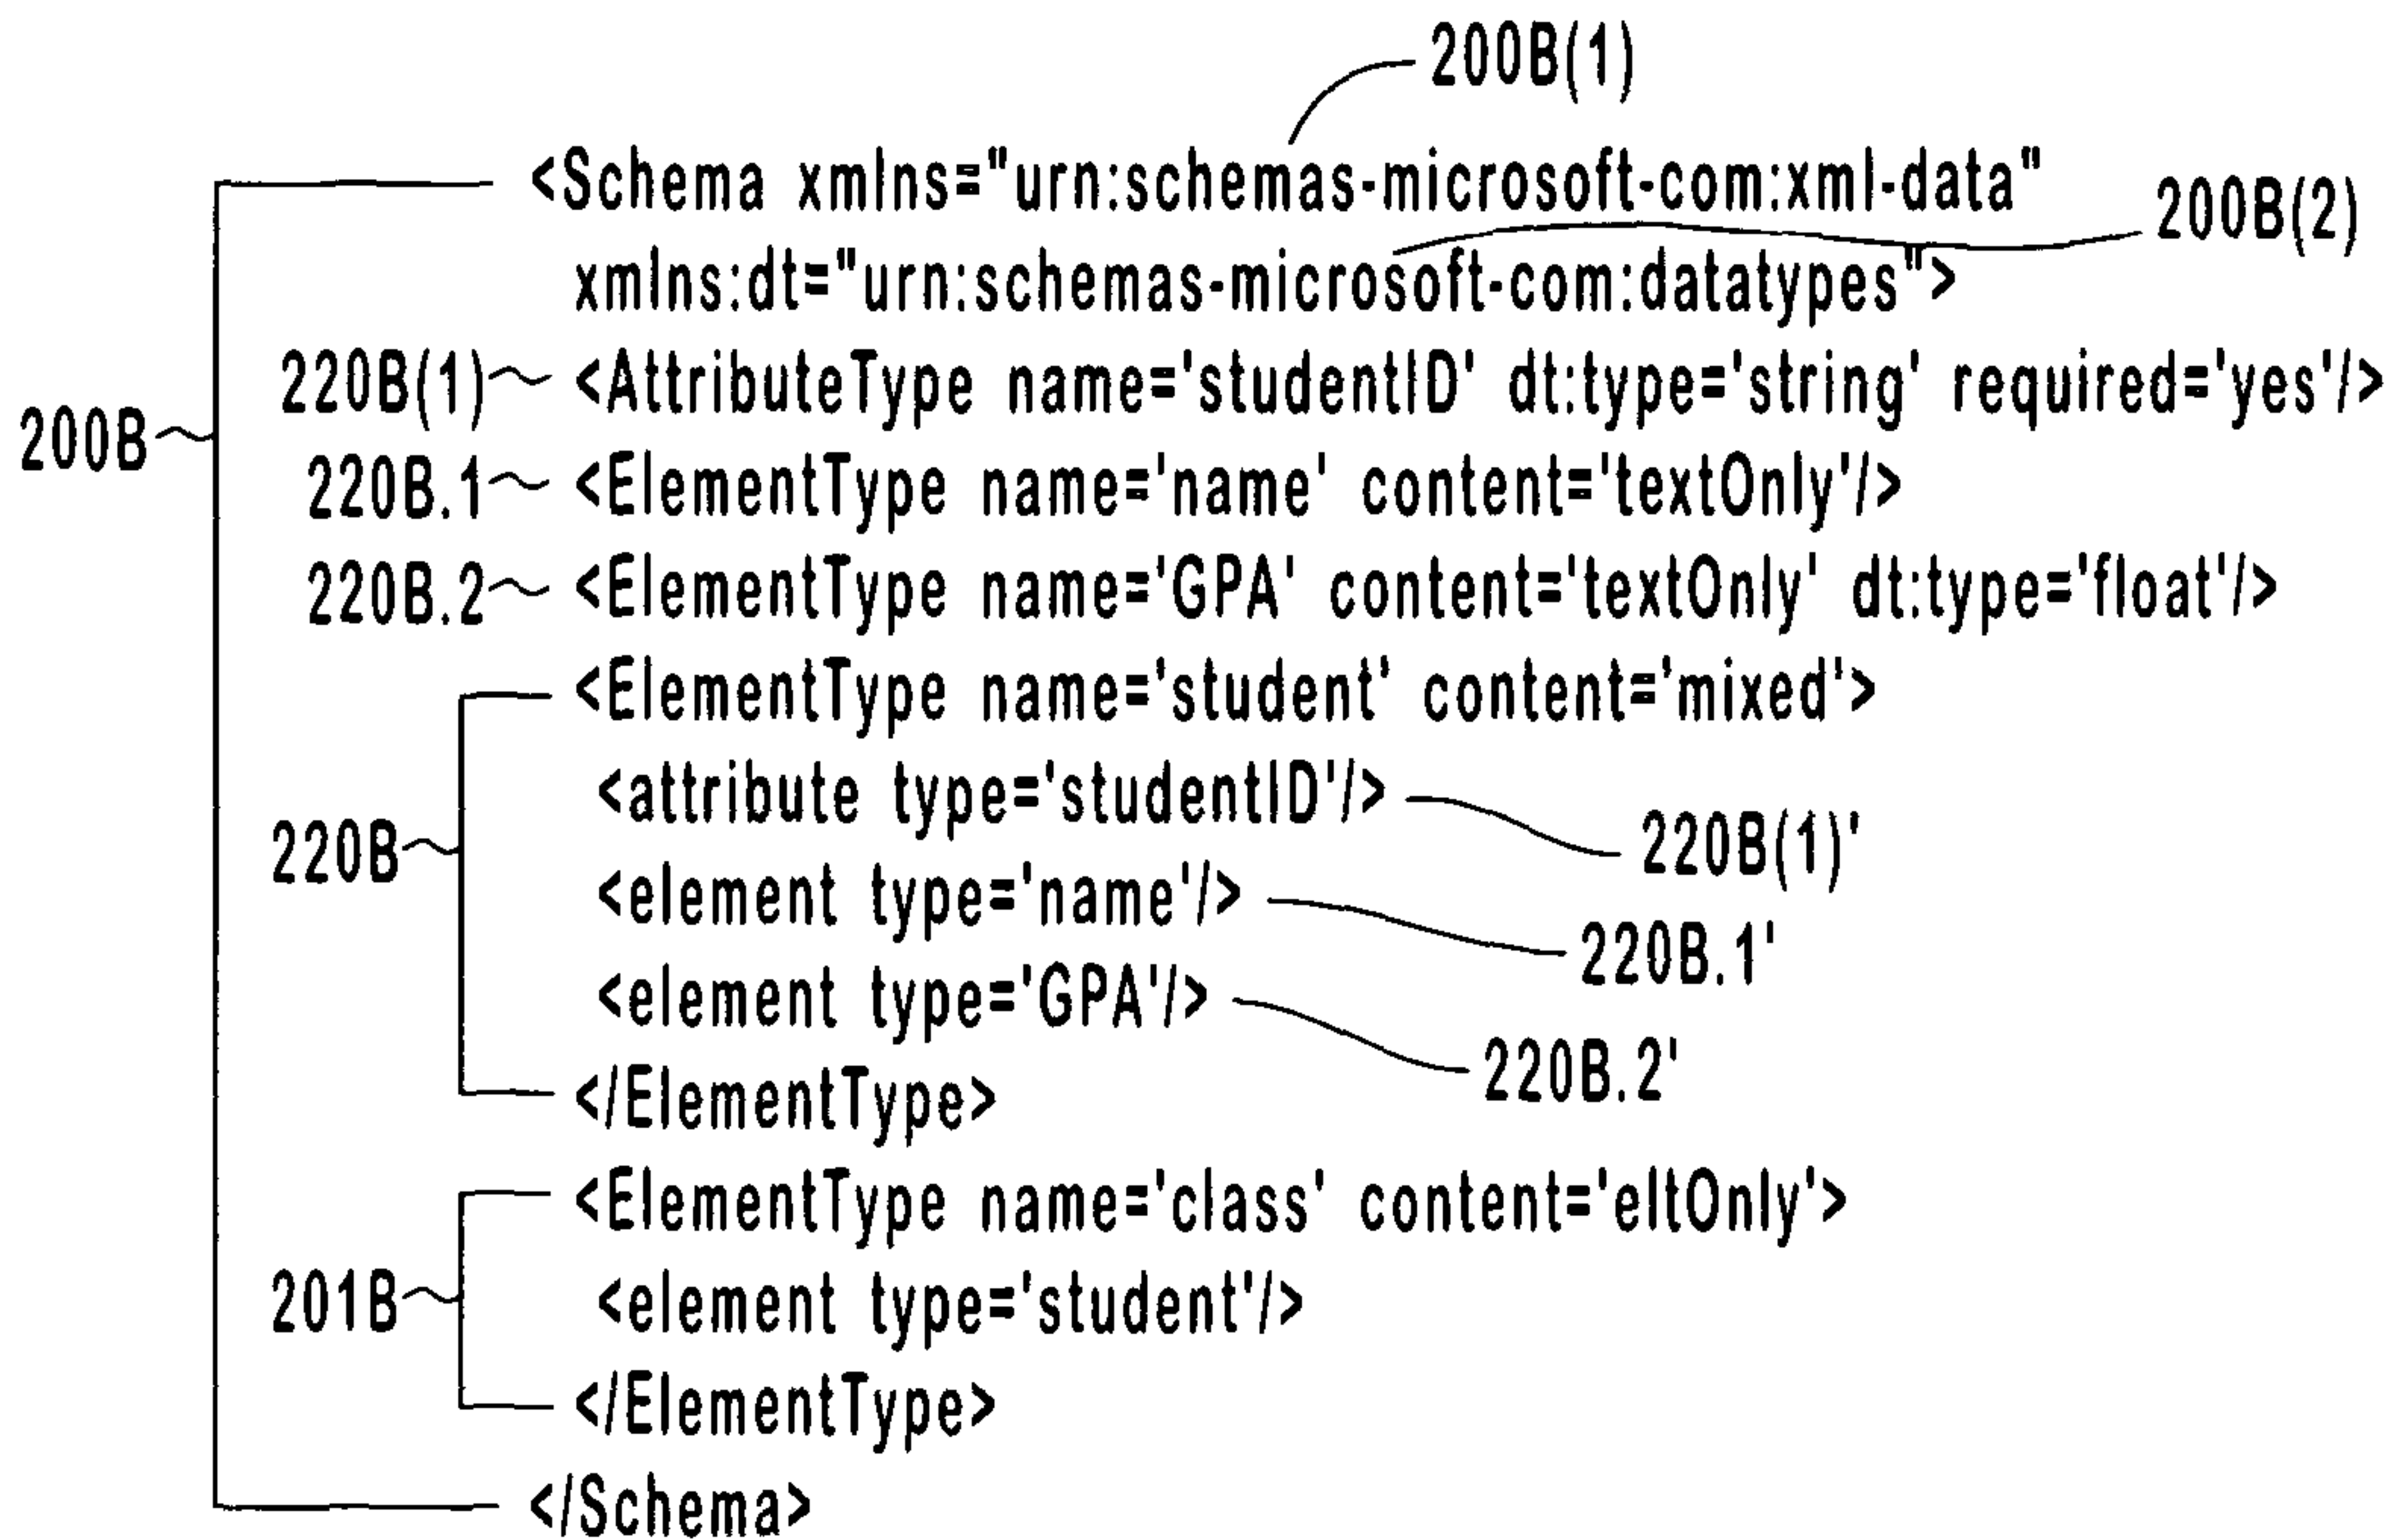 200B(1)
<Schema xmlns="urn:schemas-microsoft-com:xml-data"
200B(2)
xmlns:dt="urn:schemas-microsoft-com:datatypes">
220B(1) <AttributeType name='studentID' dt:type='string' required='yes'/>
200B
220B.1 <ElementType name='name' content='textOnly'/>
220B.2 <ElementType name='GPA' content='textOnly' dt:type='float'/>
<ElementType name='student' content='mixed'>
<attribute type='studentID'/>
220B 220B(1)'
<element type='name'/>
220B.1'
<element type='GPA'/>
220B.2'
</ElementType>
<ElementType name='class' content='eltOnly'>
201B <element type='student'/>
</ElementType>
</Schema>